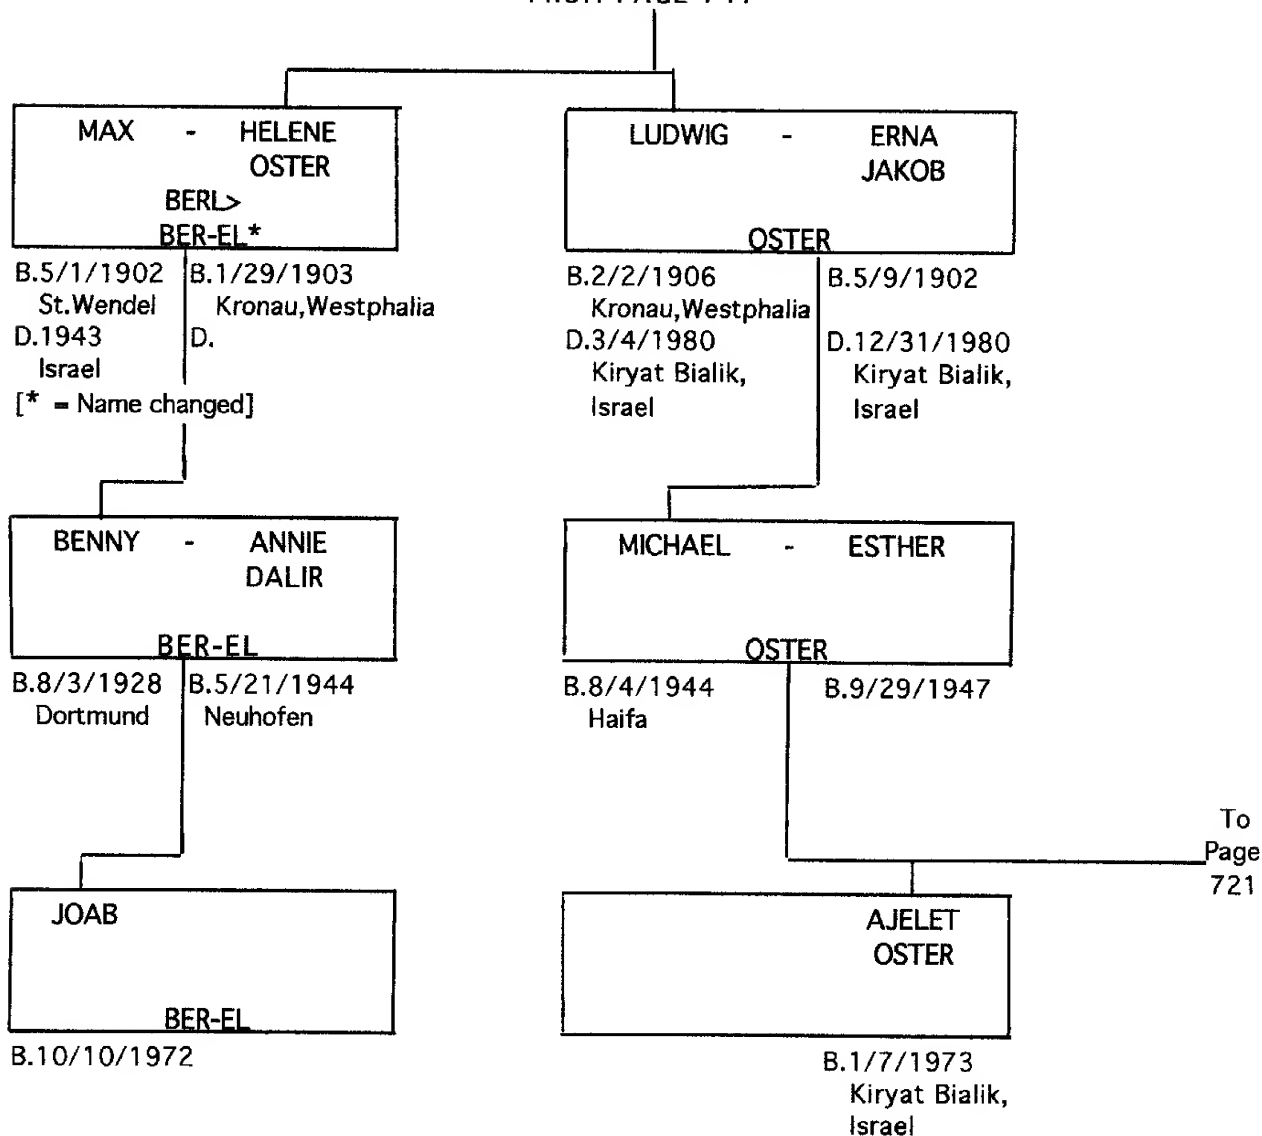 MAX - HELENE
OSTER
BERL>
BER-EL*
B.5/1/1902 B.1/29/1903
St.Wendel Kronau,Westphalia
D.1943 D.
Israel
[* = Name changed]
LUDWIG - ERNA
JAKOB
OSTER
B.2/2/1906 B.5/9/1902
Kronau,Westphalia
D.3/4/1980 D.12/31/1980
Kiryat Bialik, Kiryat Bialik,
Israel Israel
BENNY - ANNIE
DALIR
BER-EL
B.8/3/1928 B.5/21/1944
Dortmund Neuhofen
MICHAEL - ESTHER
OSTER
B.8/4/1944 B.9/29/1947
Haifa
To
Page
721
JOAB
BER-EL
B.10/10/1972
AJELET
OSTER
B.1/7/1973
Kiryat Bialik,
Israel